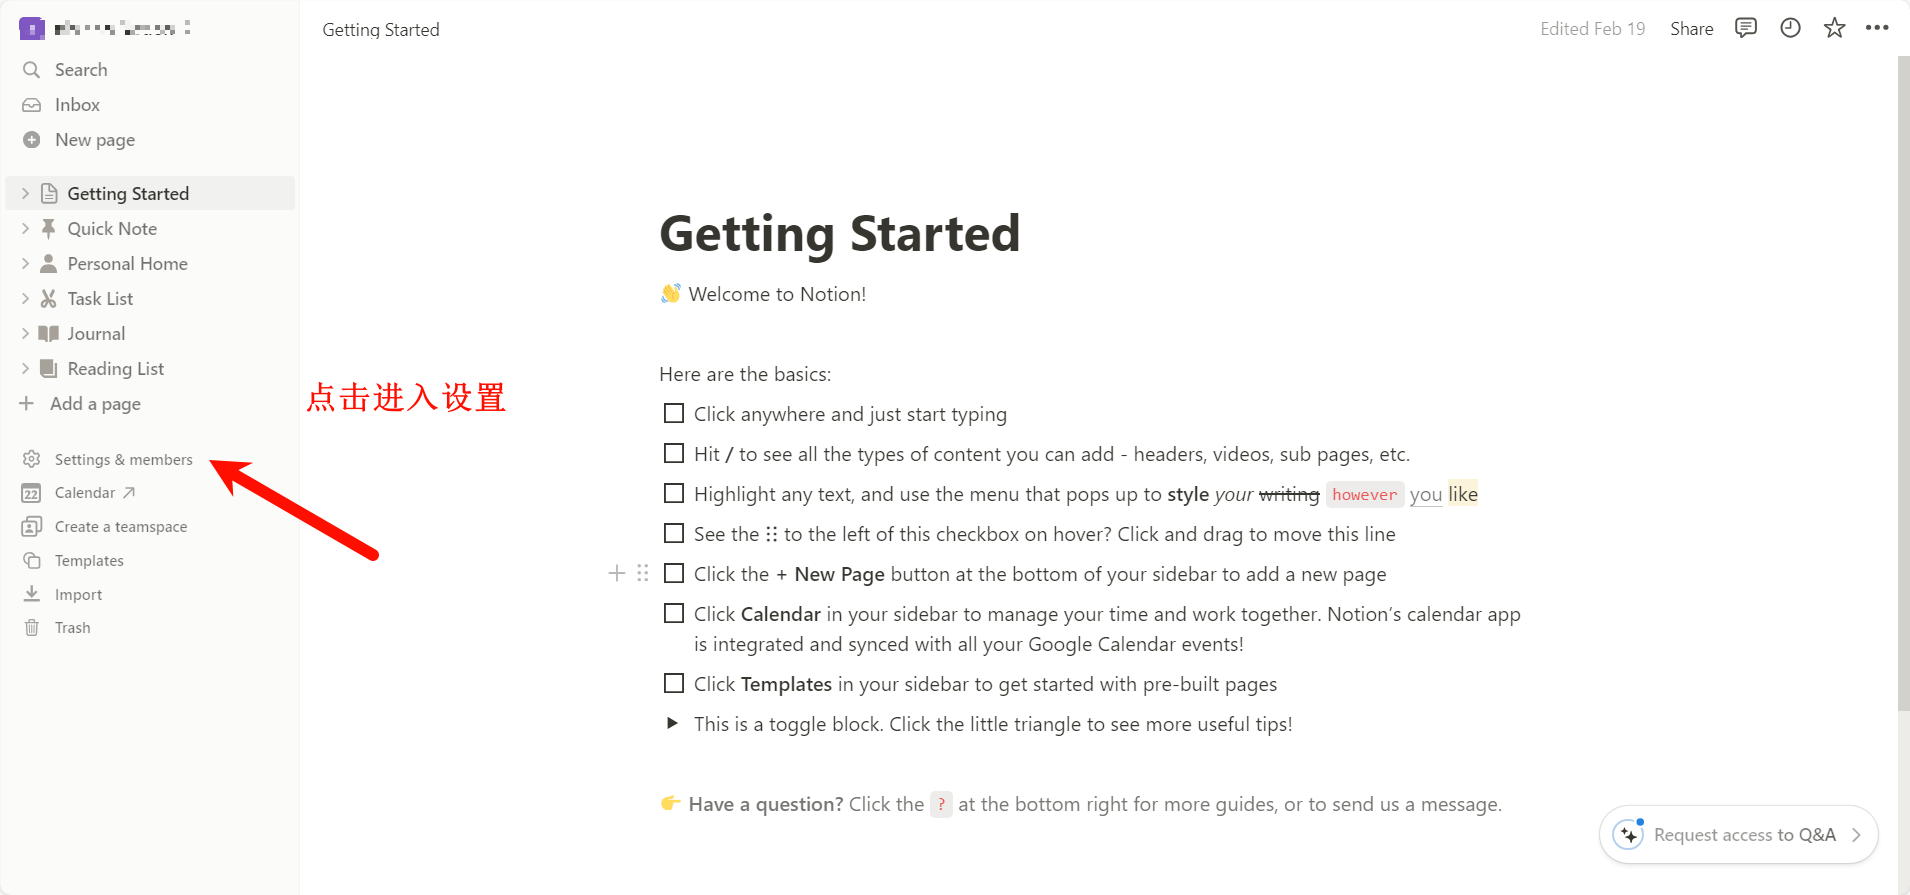 Search
Inbox
New page
Getting Started
Quick Note
Personal Home
Task List
Journal
Reading List
Add a page
Settings & members
22
Calendar ↗
Create a teamspace
Templates
Import
Trash
点击进入设置
Getting Started
Edited Feb 19
Share
Getting Started
👋 Welcome to Notion!
Here are the basics:
Click anywhere and just start typing
Hit / to see all the types of content you can add - headers, videos, sub pages, etc.
Highlight any text, and use the menu that pops up to style your writing however you like
See the ⋮⋮ to the left of this checkbox on hover? Click and drag to move this line
Click the + New Page button at the bottom of your sidebar to add a new page
Click Calendar in your sidebar to manage your time and work together. Notion’s calendar app
is integrated and synced with all your Google Calendar events!
Click Templates in your sidebar to get started with pre-built pages
This is a toggle block. Click the little triangle to see more useful tips!
👉 Have a question? Click the ? at the bottom right for more guides, or to send us a message.
Request access to Q&A